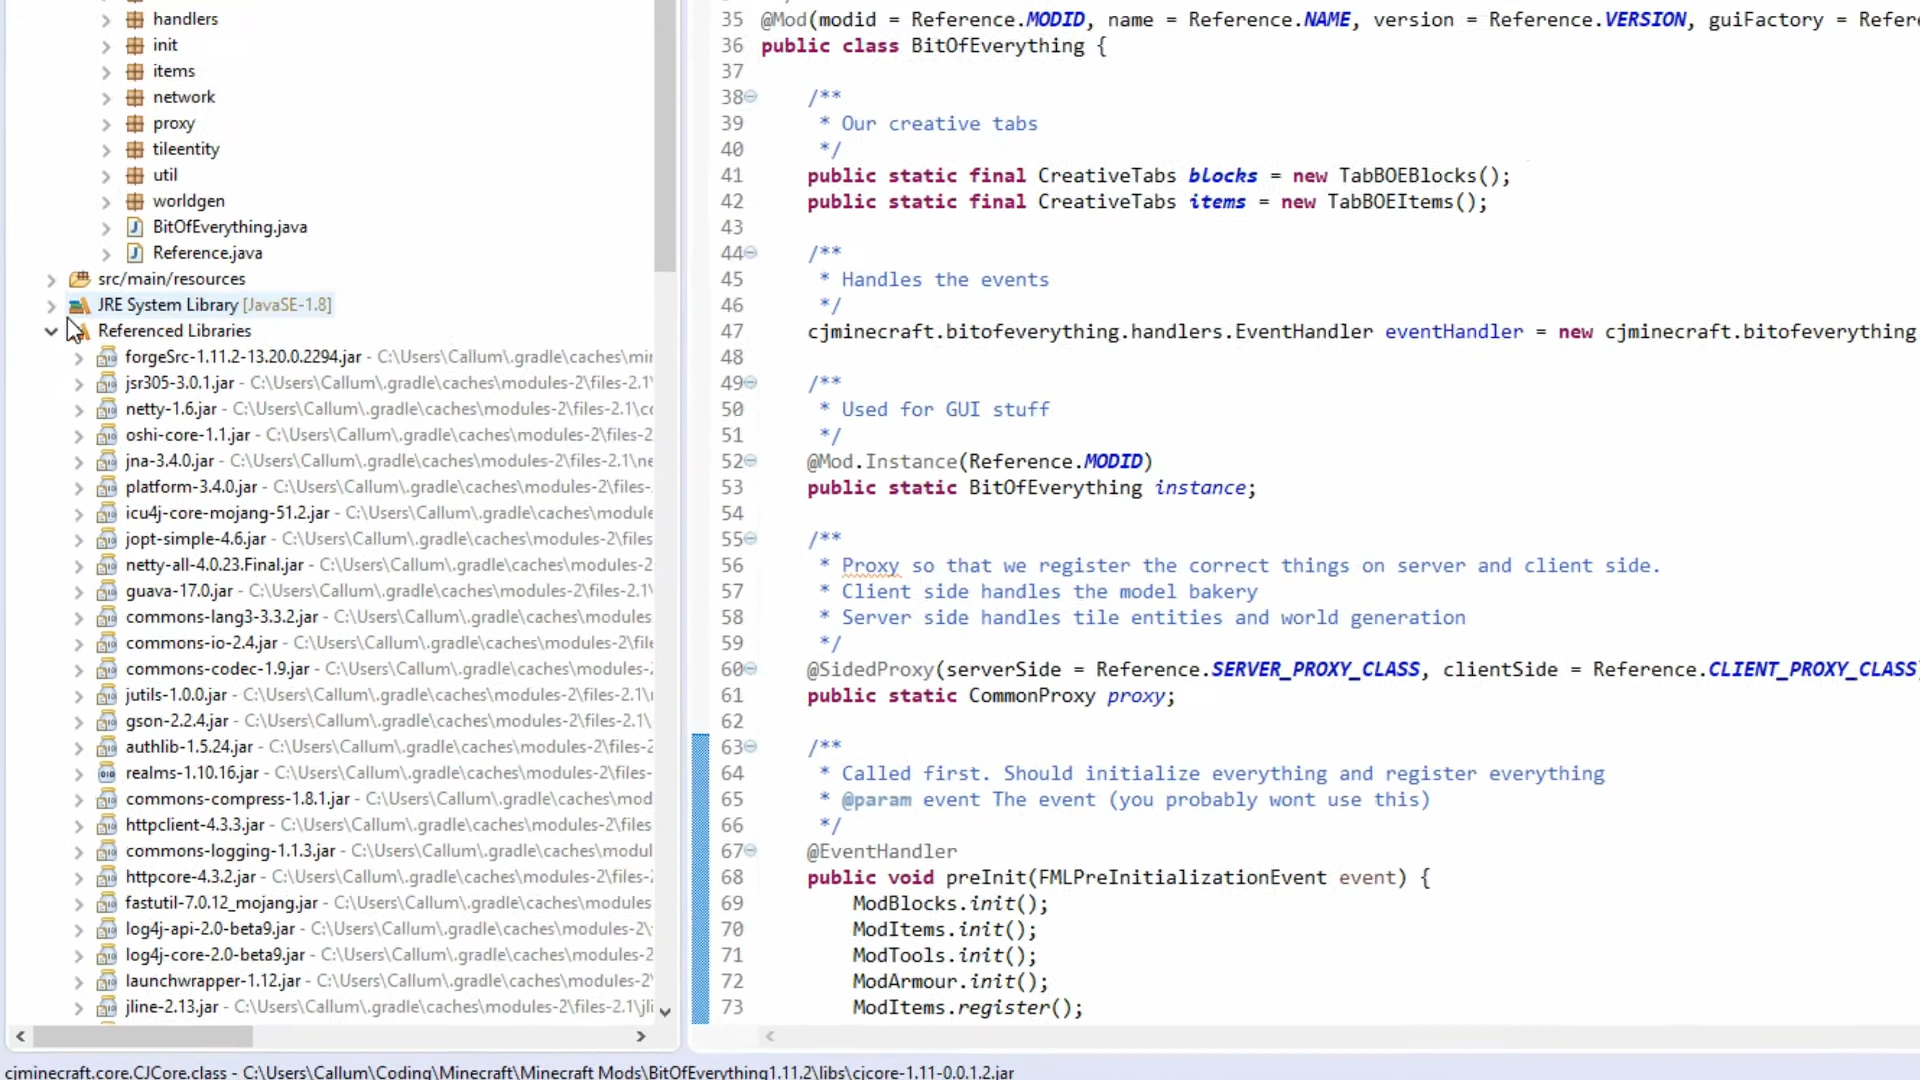 handlers
init
items
network
proxy
tileentity
util
worldgen
BitOfEverything.java
Reference.java
src/main/resources
JRE System Library [JavaSE-1.8]
Referenced Libraries
forgeSrc-1.11.2-13.20.0.2294.jar - C:\Users\Callum\.gradle\caches\mir
jsr305-3.0.1.jar - C:\Users\Callum\.gradle\caches\modules-2\files-2.1\
netty-1.6.jar - C:\Users\Callum\.gradle\caches\modules-2\files-2.1\cc
oshi-core-1.1.jar - C:\Users\Callum\.gradle\caches\modules-2\files-2
jna-3.4.0.jar - C:\Users\Callum\.gradle\caches\modules-2\files-2.1\ne
platform-3.4.0.jar - C:\Users\Callum\.gradle\caches\modules-2\files-
icu4j-core-mojang-51.2.jar - C:\Users\Callum\.gradle\caches\module
jopt-simple-4.6.jar - C:\Users\Callum\.gradle\caches\modules-2\files-
netty-all-4.0.23.Final.jar - C:\Users\Callum\.gradle\caches\modules-2
guava-17.0.jar - C:\Users\Callum\.gradle\caches\modules-2\files-2.1\
commons-lang3-3.3.2.jar - C:\Users\Callum\.gradle\caches\modules-
commons-io-2.4.jar - C:\Users\Callum\.gradle\caches\modules-2\file
commons-codec-1.9.jar - C:\Users\Callum\.gradle\caches\modules-
jutils-1.0.0.jar - C:\Users\Callum\.gradle\caches\modules-2\files-2.1\
gson-2.2.4.jar - C:\Users\Callum\.gradle\caches\modules-2\files-2.1\
authlib-1.5.24.jar - C:\Users\Callum\.gradle\caches\modules-2\files-2
realms-1.10.16.jar - C:\Users\Callum\.gradle\caches\modules-2\files-
commons-compress-1.8.1.jar - C:\Users\Callum\.gradle\caches\mod
httpclient-4.3.3.jar - C:\Users\Callum\.gradle\caches\modules-2\files
commons-logging-1.1.3.jar - C:\Users\Callum\.gradle\caches\modul
httpcore-4.3.2.jar - C:\Users\Callum\.gradle\caches\modules-2\files-
fastutil-7.0.12_mojang.jar - C:\Users\Callum\.gradle\caches\modules-
log4j-api-2.0-beta9.jar - C:\Users\Callum\.gradle\caches\modules-2\
log4j-core-2.0-beta9.jar - C:\Users\Callum\.gradle\caches\modules-
launchwrapper-1.12.jar - C:\Users\Callum\.gradle\caches\modules-2
jline-2.13.jar - C:\Users\Callum\.gradle\caches\modules-2\files-2.1\jli
35 @Mod(modid = Reference.MODID, name = Reference.NAME, version = Reference.VERSION, guiFactory = Refere
36 public class BitOfEverything {
37
38 /**
39 * Our creative tabs
40 */
41 public static final CreativeTabs blocks = new TabBOEBlocks();
42 public static final CreativeTabs items = new TabBOEItems();
43
44 /**
45 * Handles the events
46 */
47 cjminecraft.bitofeverything.handlers.EventHandler eventHandler = new cjminecraft.bitofeverything
48
49 /**
50 * Used for GUI stuff
51 */
52 @Mod.Instance(Reference.MODID)
53 public static BitOfEverything instance;
54
55 /**
56 * Proxy so that we register the correct things on server and client side.
57 * Client side handles the model bakery
58 * Server side handles tile entities and world generation
59 */
60 @SidedProxy(serverSide = Reference.SERVER_PROXY_CLASS, clientSide = Reference.CLIENT_PROXY_CLASS)
61 public static CommonProxy proxy;
62
63 /**
64 * Called first. Should initialize everything and register everything
65 * @param event The event (you probably wont use this)
66 */
67 @EventHandler
68 public void preInit(FMLPreInitializationEvent event) {
69 ModBlocks.init();
70 ModItems.init();
71 ModTools.init();
72 ModArmour.init();
73 ModItems.register();
cjminecraft.core.CJCore.class - C:\Users\Callum\Coding\Minecraft\Minecraft Mods\BitOfEverything1.11.2\libs\cjcore-1.11-0.0.1.2.jar